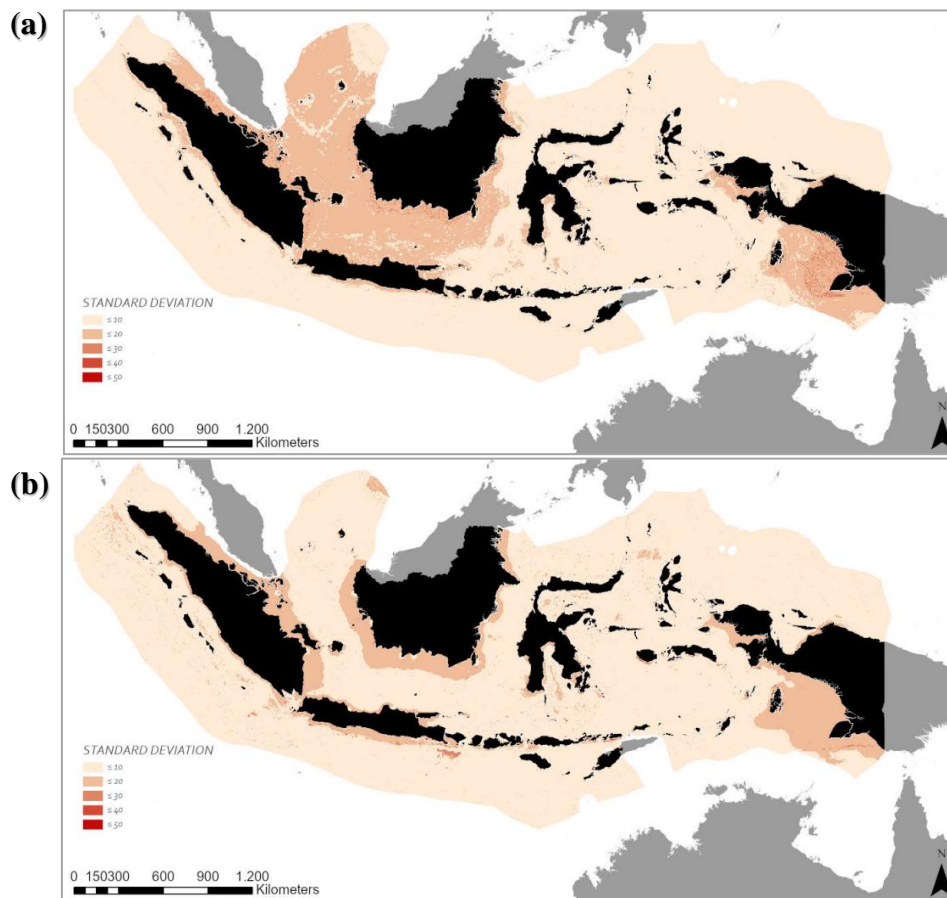 (a)
N
STANDARD DEVIATION
≤ 10
≤ 20
≤ 30
≤ 40
≤ 50
0 150300 600 900 1.200
Kilometers
(b)
N
STANDARD DEVIATION
≤ 10
≤ 20
≤ 30
≤ 40
≤ 50
0 150300 600 900 1.200
Kilometers